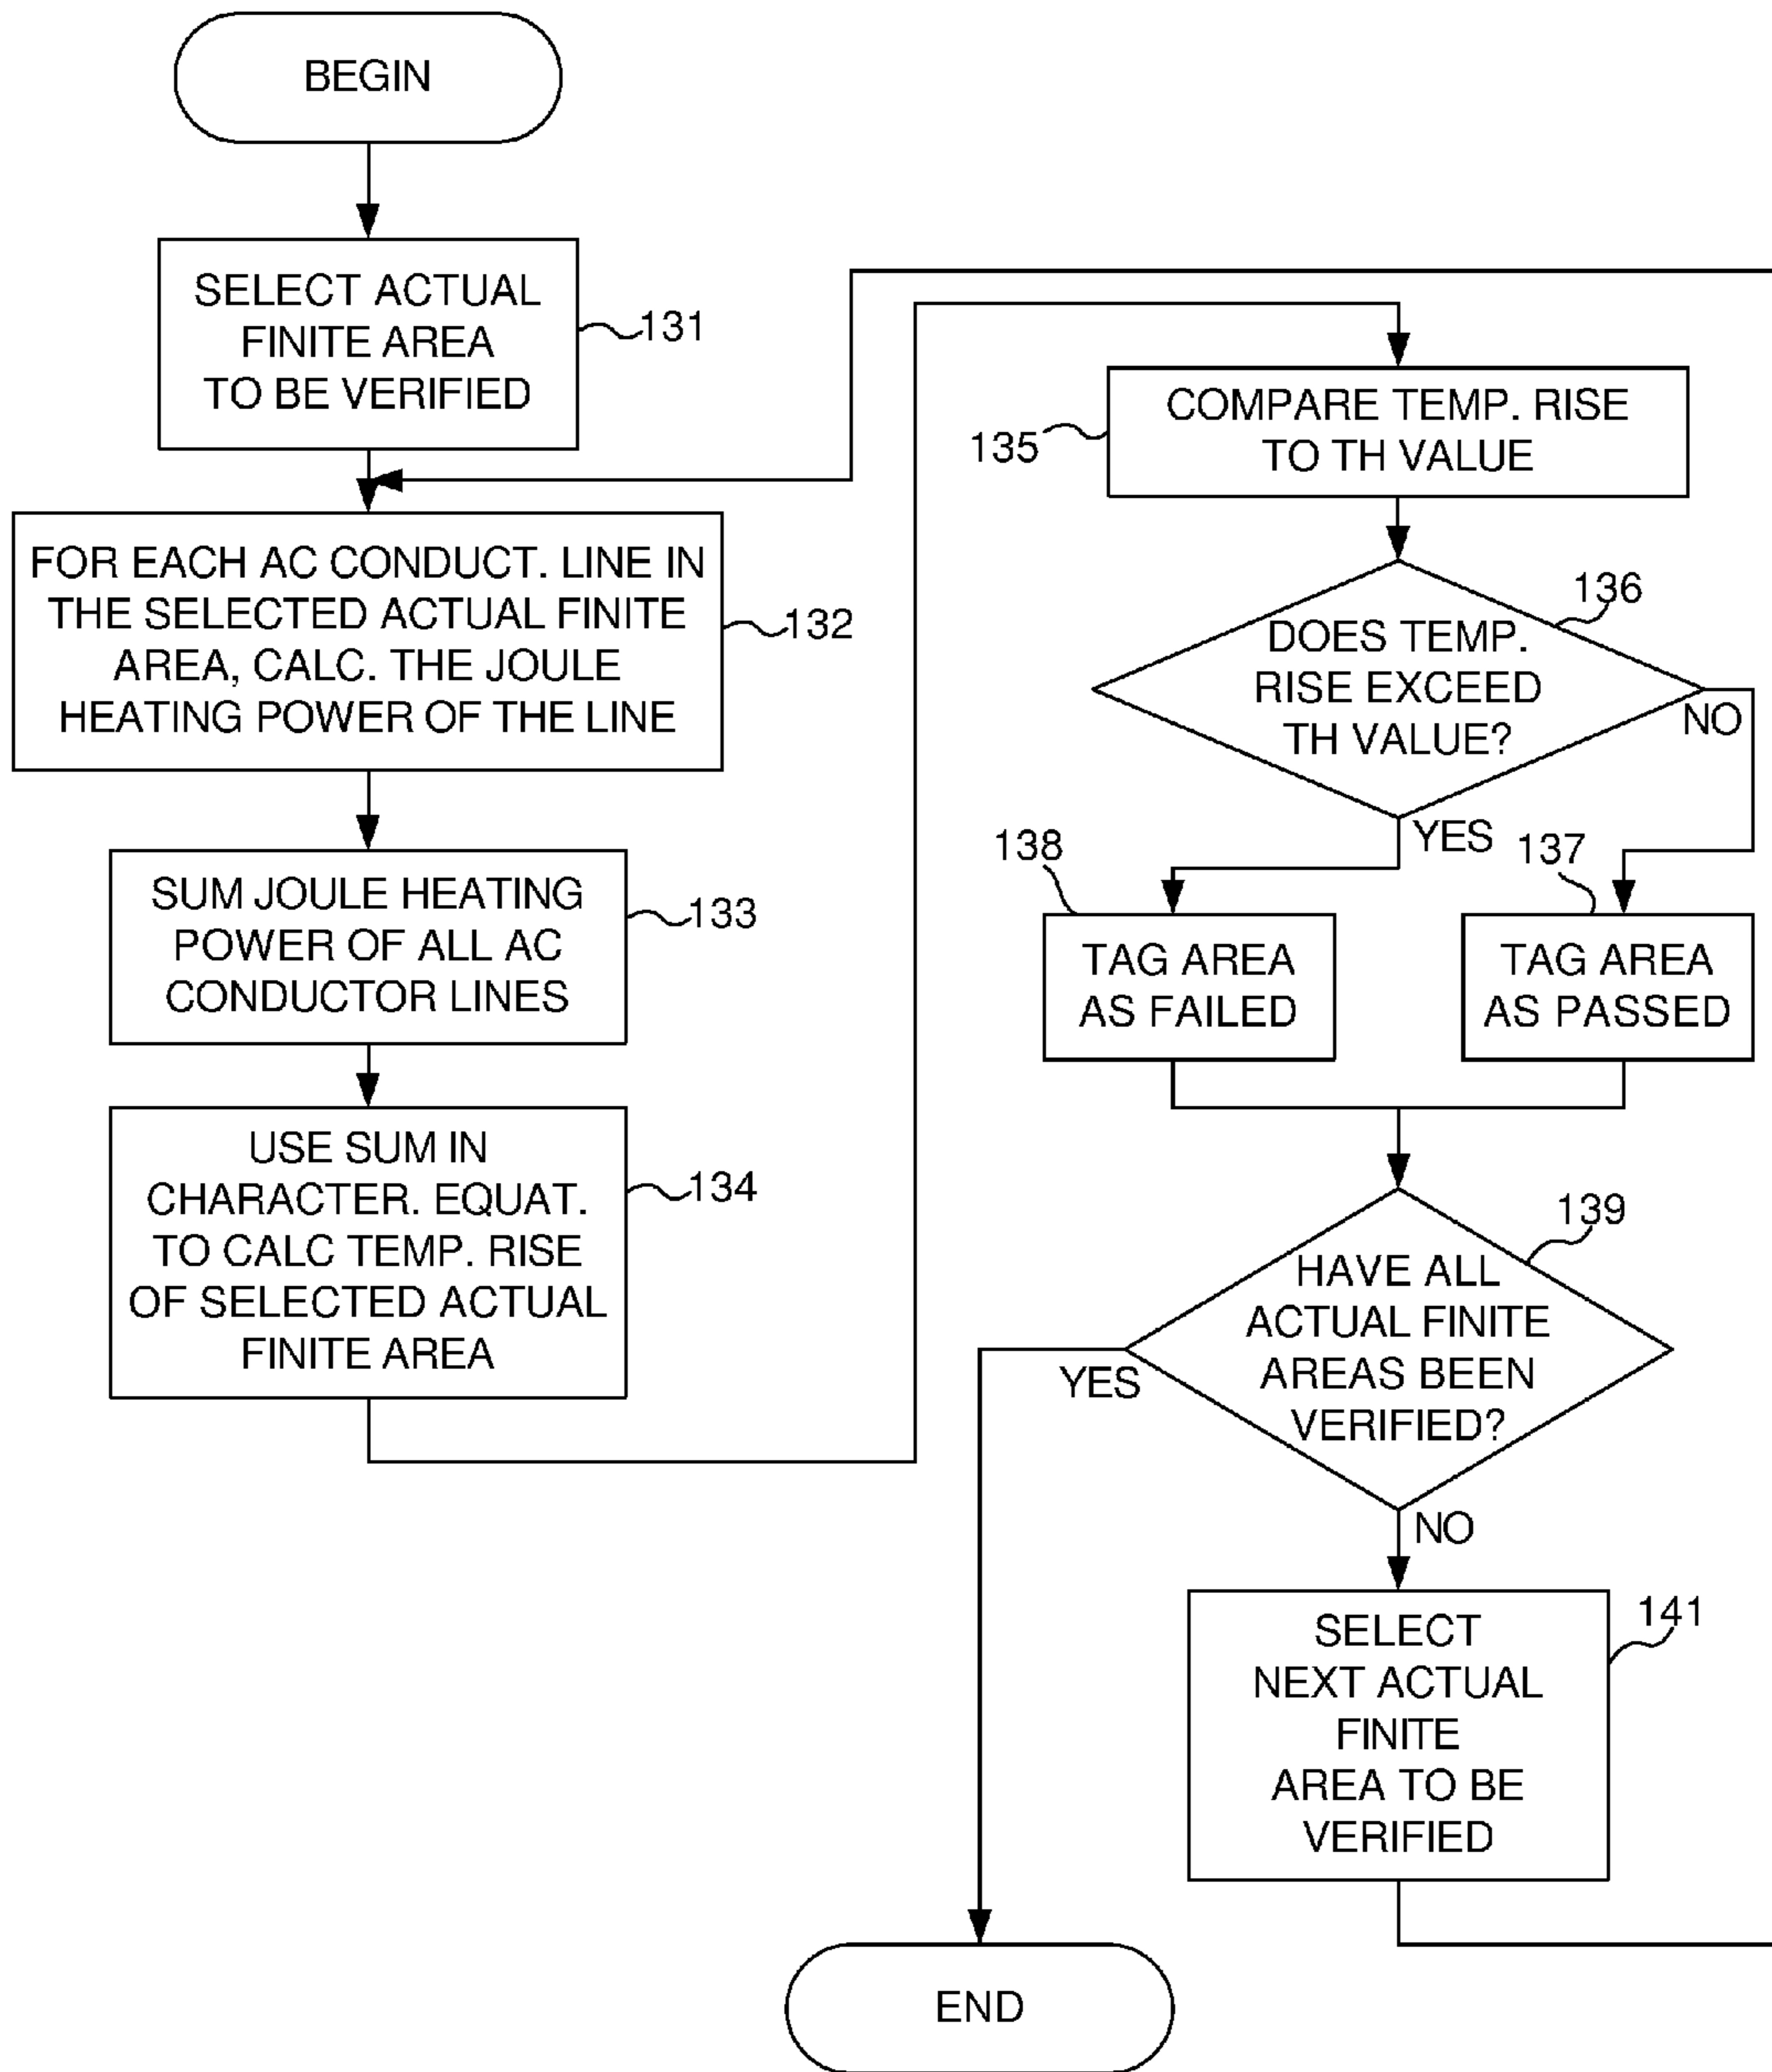 BEGIN
SELECT ACTUAL
FINITE AREA
TO BE VERIFIED
131
FOR EACH AC CONDUCT. LINE IN
THE SELECTED ACTUAL FINITE
AREA, CALC. THE JOULE
HEATING POWER OF THE LINE
132
SUM JOULE HEATING
POWER OF ALL AC
CONDUCTOR LINES
133
USE SUM IN
CHARACTER. EQUAT.
TO CALC TEMP. RISE
OF SELECTED ACTUAL
FINITE AREA
134
COMPARE TEMP. RISE
TO TH VALUE
135
DOES TEMP.
RISE EXCEED
TH VALUE?
136
NO
YES
138
TAG AREA
AS FAILED
137
TAG AREA
AS PASSED
HAVE ALL
ACTUAL FINITE
AREAS BEEN
VERIFIED?
139
YES
NO
SELECT
NEXT ACTUAL
FINITE
AREA TO BE
VERIFIED
141
END